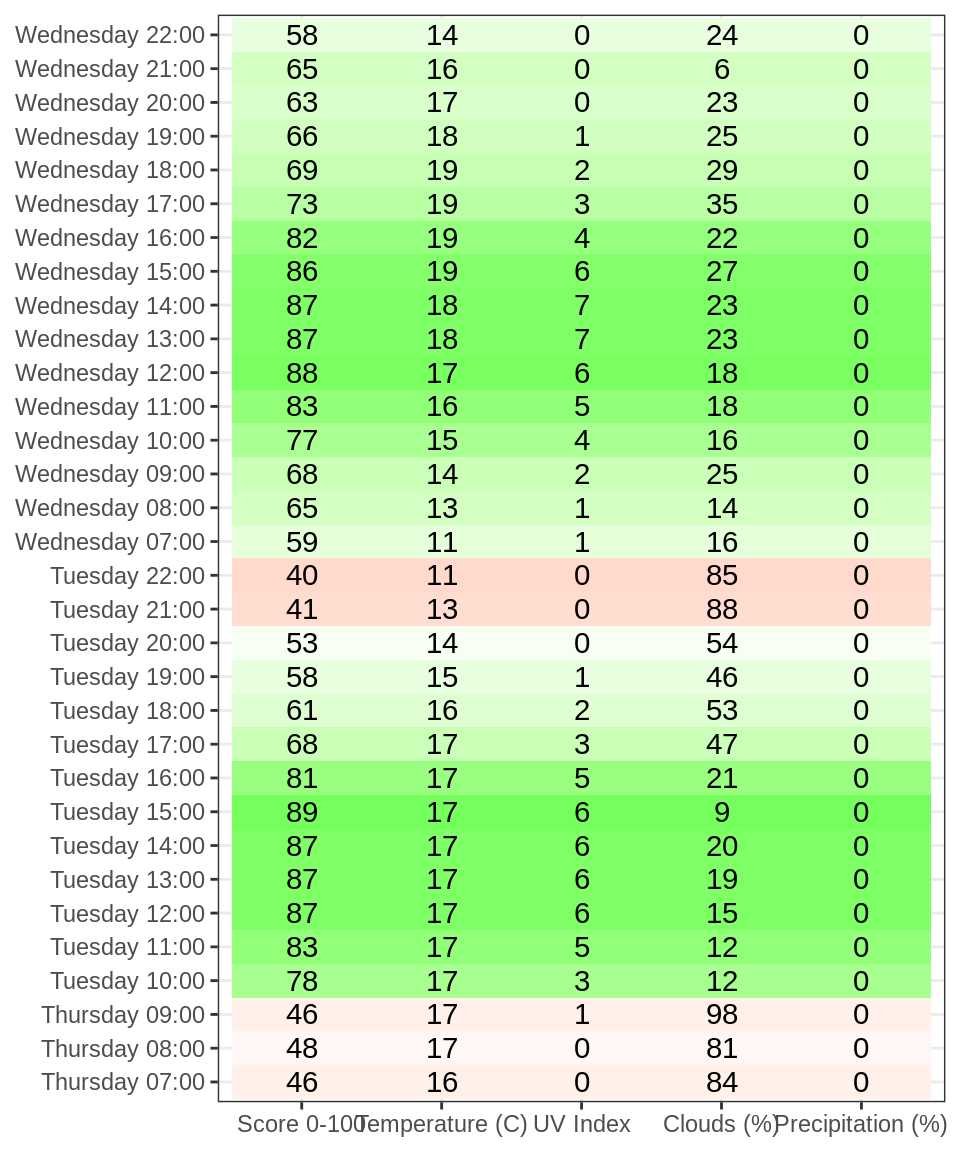 Wednesday 22:00 58 14 0 24 0
Wednesday 21:00 65 16 0 6 0
Wednesday 20:00 63 17 0 23 0
Wednesday 19:00 66 18 1 25 0
Wednesday 18:00 69 19 2 29 0
Wednesday 17:00 73 19 3 35 0
Wednesday 16:00 82 19 4 22 0
Wednesday 15:00 86 19 6 27 0
Wednesday 14:00 87 18 7 23 0
Wednesday 13:00 87 18 7 23 0
Wednesday 12:00 88 17 6 18 0
Wednesday 11:00 83 16 5 18 0
Wednesday 10:00 77 15 4 16 0
Wednesday 09:00 68 14 2 25 0
Wednesday 08:00 65 13 1 14 0
Wednesday 07:00 59 11 1 16 0
Tuesday 22:00 40 11 0 85 0
Tuesday 21:00 41 13 0 88 0
Tuesday 20:00 53 14 0 54 0
Tuesday 19:00 58 15 1 46 0
Tuesday 18:00 61 16 2 53 0
Tuesday 17:00 68 17 3 47 0
Tuesday 16:00 81 17 5 21 0
Tuesday 15:00 89 17 6 9 0
Tuesday 14:00 87 17 6 20 0
Tuesday 13:00 87 17 6 19 0
Tuesday 12:00 87 17 6 15 0
Tuesday 11:00 83 17 5 12 0
Tuesday 10:00 78 17 3 12 0
Thursday 09:00 46 17 1 98 0
Thursday 08:00 48 17 0 81 0
Thursday 07:00 46 16 0 84 0
Score 0-100 Temperature (C) UV Index Clouds (%) Precipitation (%)